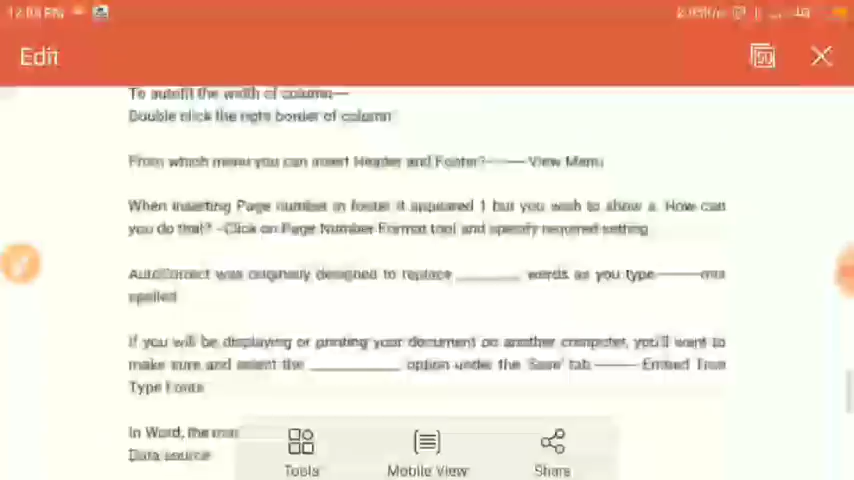 12:03 PM
Edit
To autofit the width of column—
Double click the right border of column
From which menu you can insert Header and Footer?——– View Menu
When inserting Page number in footer it appeared 1 but you wish to show a. How can
you do that? –Click on Page Number Format tool and specify required setting
AutoCorrect was originally designed to replace _______ words as you type———mis
spelled
If you will be displaying or printing your document on another computer, you'll want to
make sure and select the __________ option under the 'Save' tab.——— Embed True
Type Fonts
In Word, the
Data source
Tools
Mobile View
Share